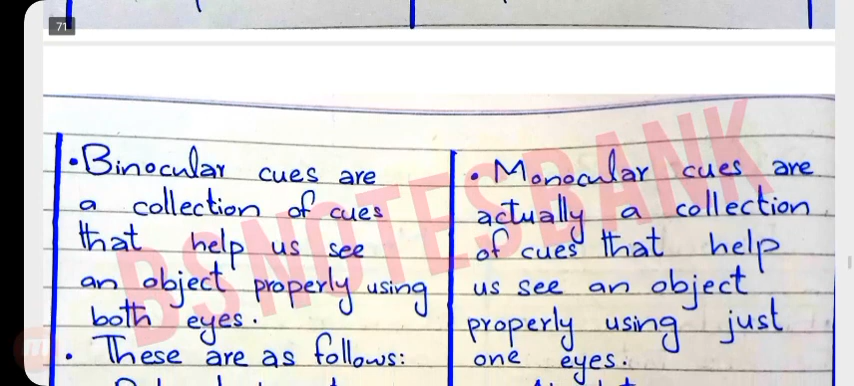 71
• Binocular cues are
a collection of cues
that help us see
an object properly using
both eyes.
• These are as follows:
• Monocular cues are
actually a collection
of cues that help
us see an object
properly using just
one eyes.
BSNOTESBANK